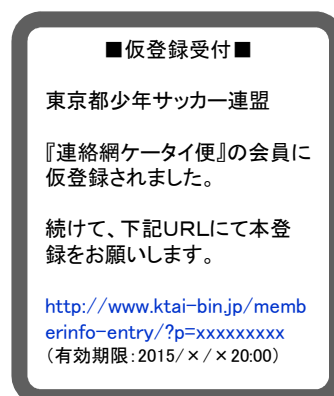 ■仮登録受付■
東京都少年サッカー連盟
『連絡網ケータイ便』の会員に
仮登録されました。
続けて、下記URLにて本登
録をお願いします。
http://www.ktai-bin.jp/memb
erinfo-entry/?p=xxxxxxxxx
(有効期限:2015/×/×20:00)